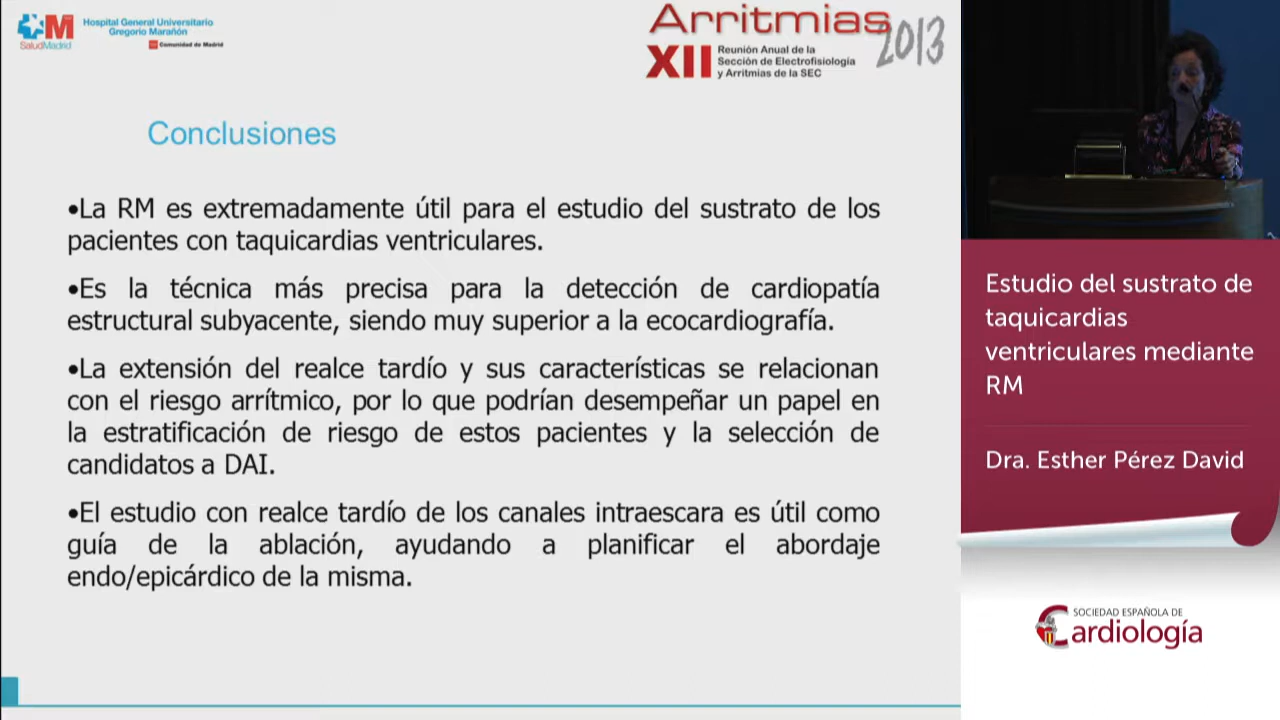 SaludMadrid
Hospital General Universitario
Gregorio Marañón
Comunidad de Madrid
Arritmias
2013
XII
Reunión Anual de la
Sección de Electrofisiología
y Arritmias de la SEC
Conclusiones
•La RM es extremadamente útil para el estudio del sustrato de los
pacientes con taquicardias ventriculares.
•Es la técnica más precisa para la detección de cardiopatía
estructural subyacente, siendo muy superior a la ecocardiografía.
•La extensión del realce tardío y sus características se relacionan
con el riesgo arrítmico, por lo que podrían desempeñar un papel en
la estratificación de riesgo de estos pacientes y la selección de
candidatos a DAI.
•El estudio con realce tardío de los canales intraescara es útil como
guía de la ablación, ayudando a planificar el abordaje
endo/epicárdico de la misma.
Estudio del sustrato de
taquicardias
ventriculares mediante
RM
Dra. Esther Pérez David
SOCIEDAD ESPAÑOLA DE
Cardiología